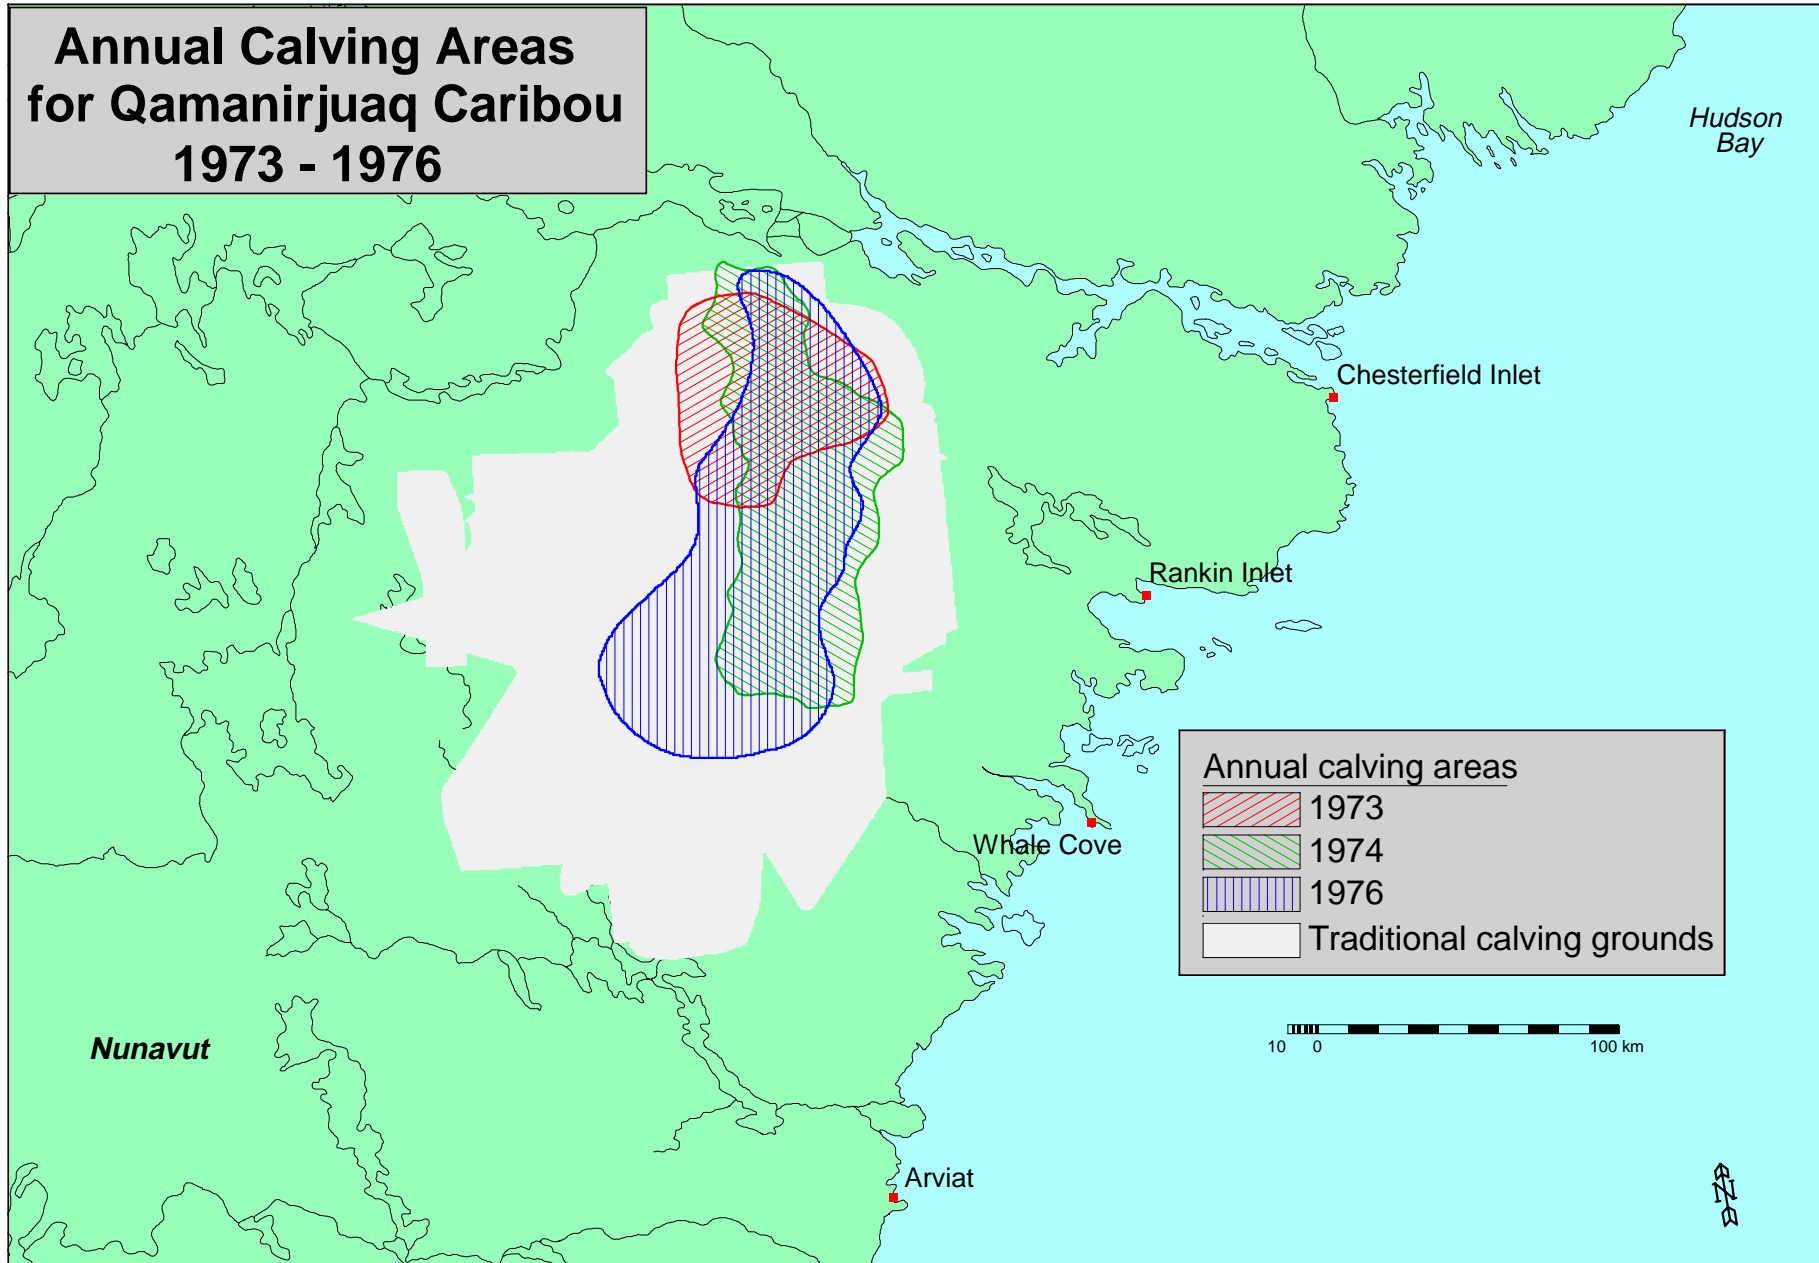 Annual Calving Areas
for Qamanirjuaq Caribou
1973 - 1976
Hudson
Bay
Chesterfield Inlet
Rankin Inlet
Whale Cove
Annual calving areas
1973
1974
1976
Traditional calving grounds
10 0 100 km
Nunavut
Arviat
N